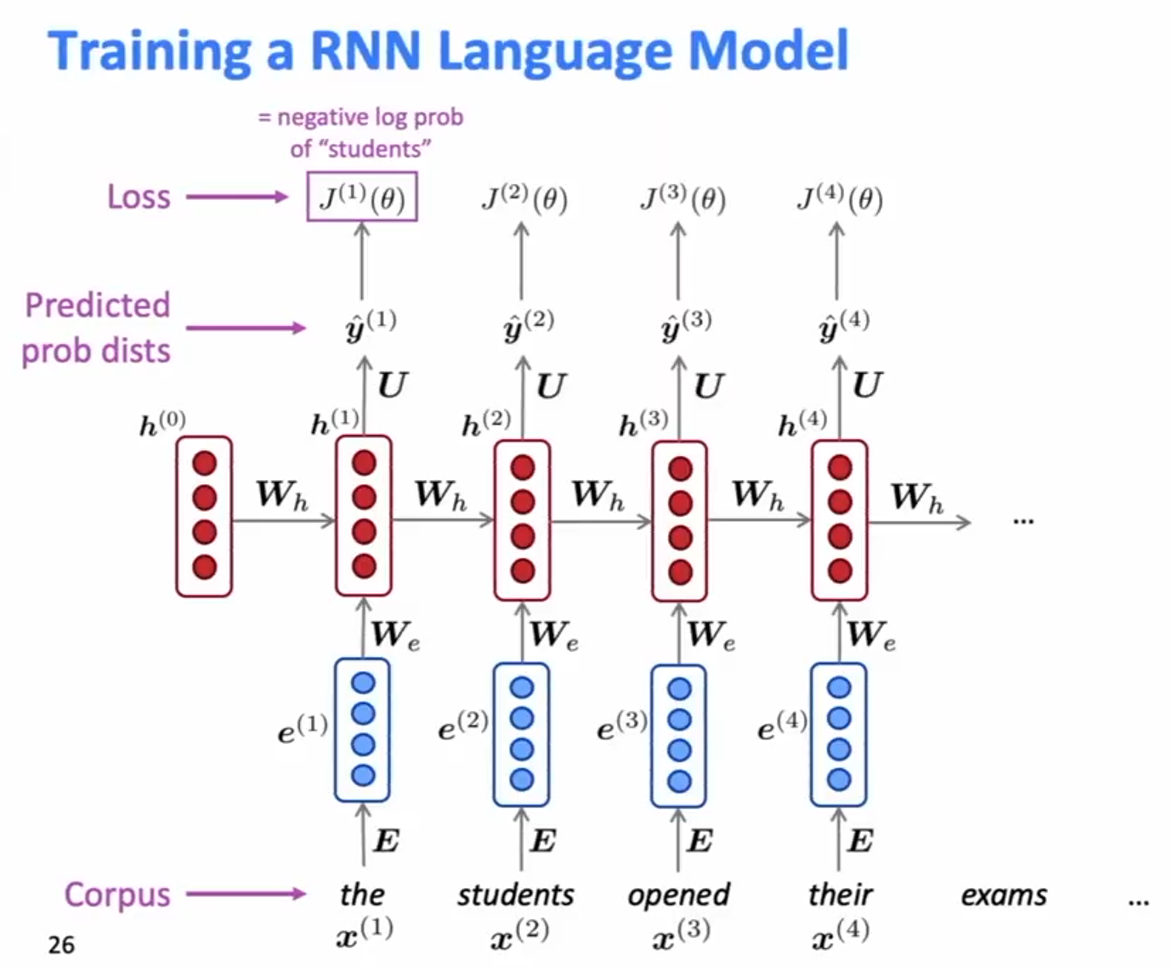 Training a RNN Language Model
= negative log prob
of “students”
Loss
J^(1)(θ) J^(2)(θ) J^(3)(θ) J^(4)(θ)
Predicted
prob dists
ŷ^(1) ŷ^(2) ŷ^(3) ŷ^(4)
U U U U
h^(0) h^(1) h^(2) h^(3) h^(4)
W_h W_h W_h W_h W_h
...
W_e W_e W_e W_e
e^(1) e^(2) e^(3) e^(4)
E E E E
Corpus
the students opened their exams ...
x^(1) x^(2) x^(3) x^(4)
26